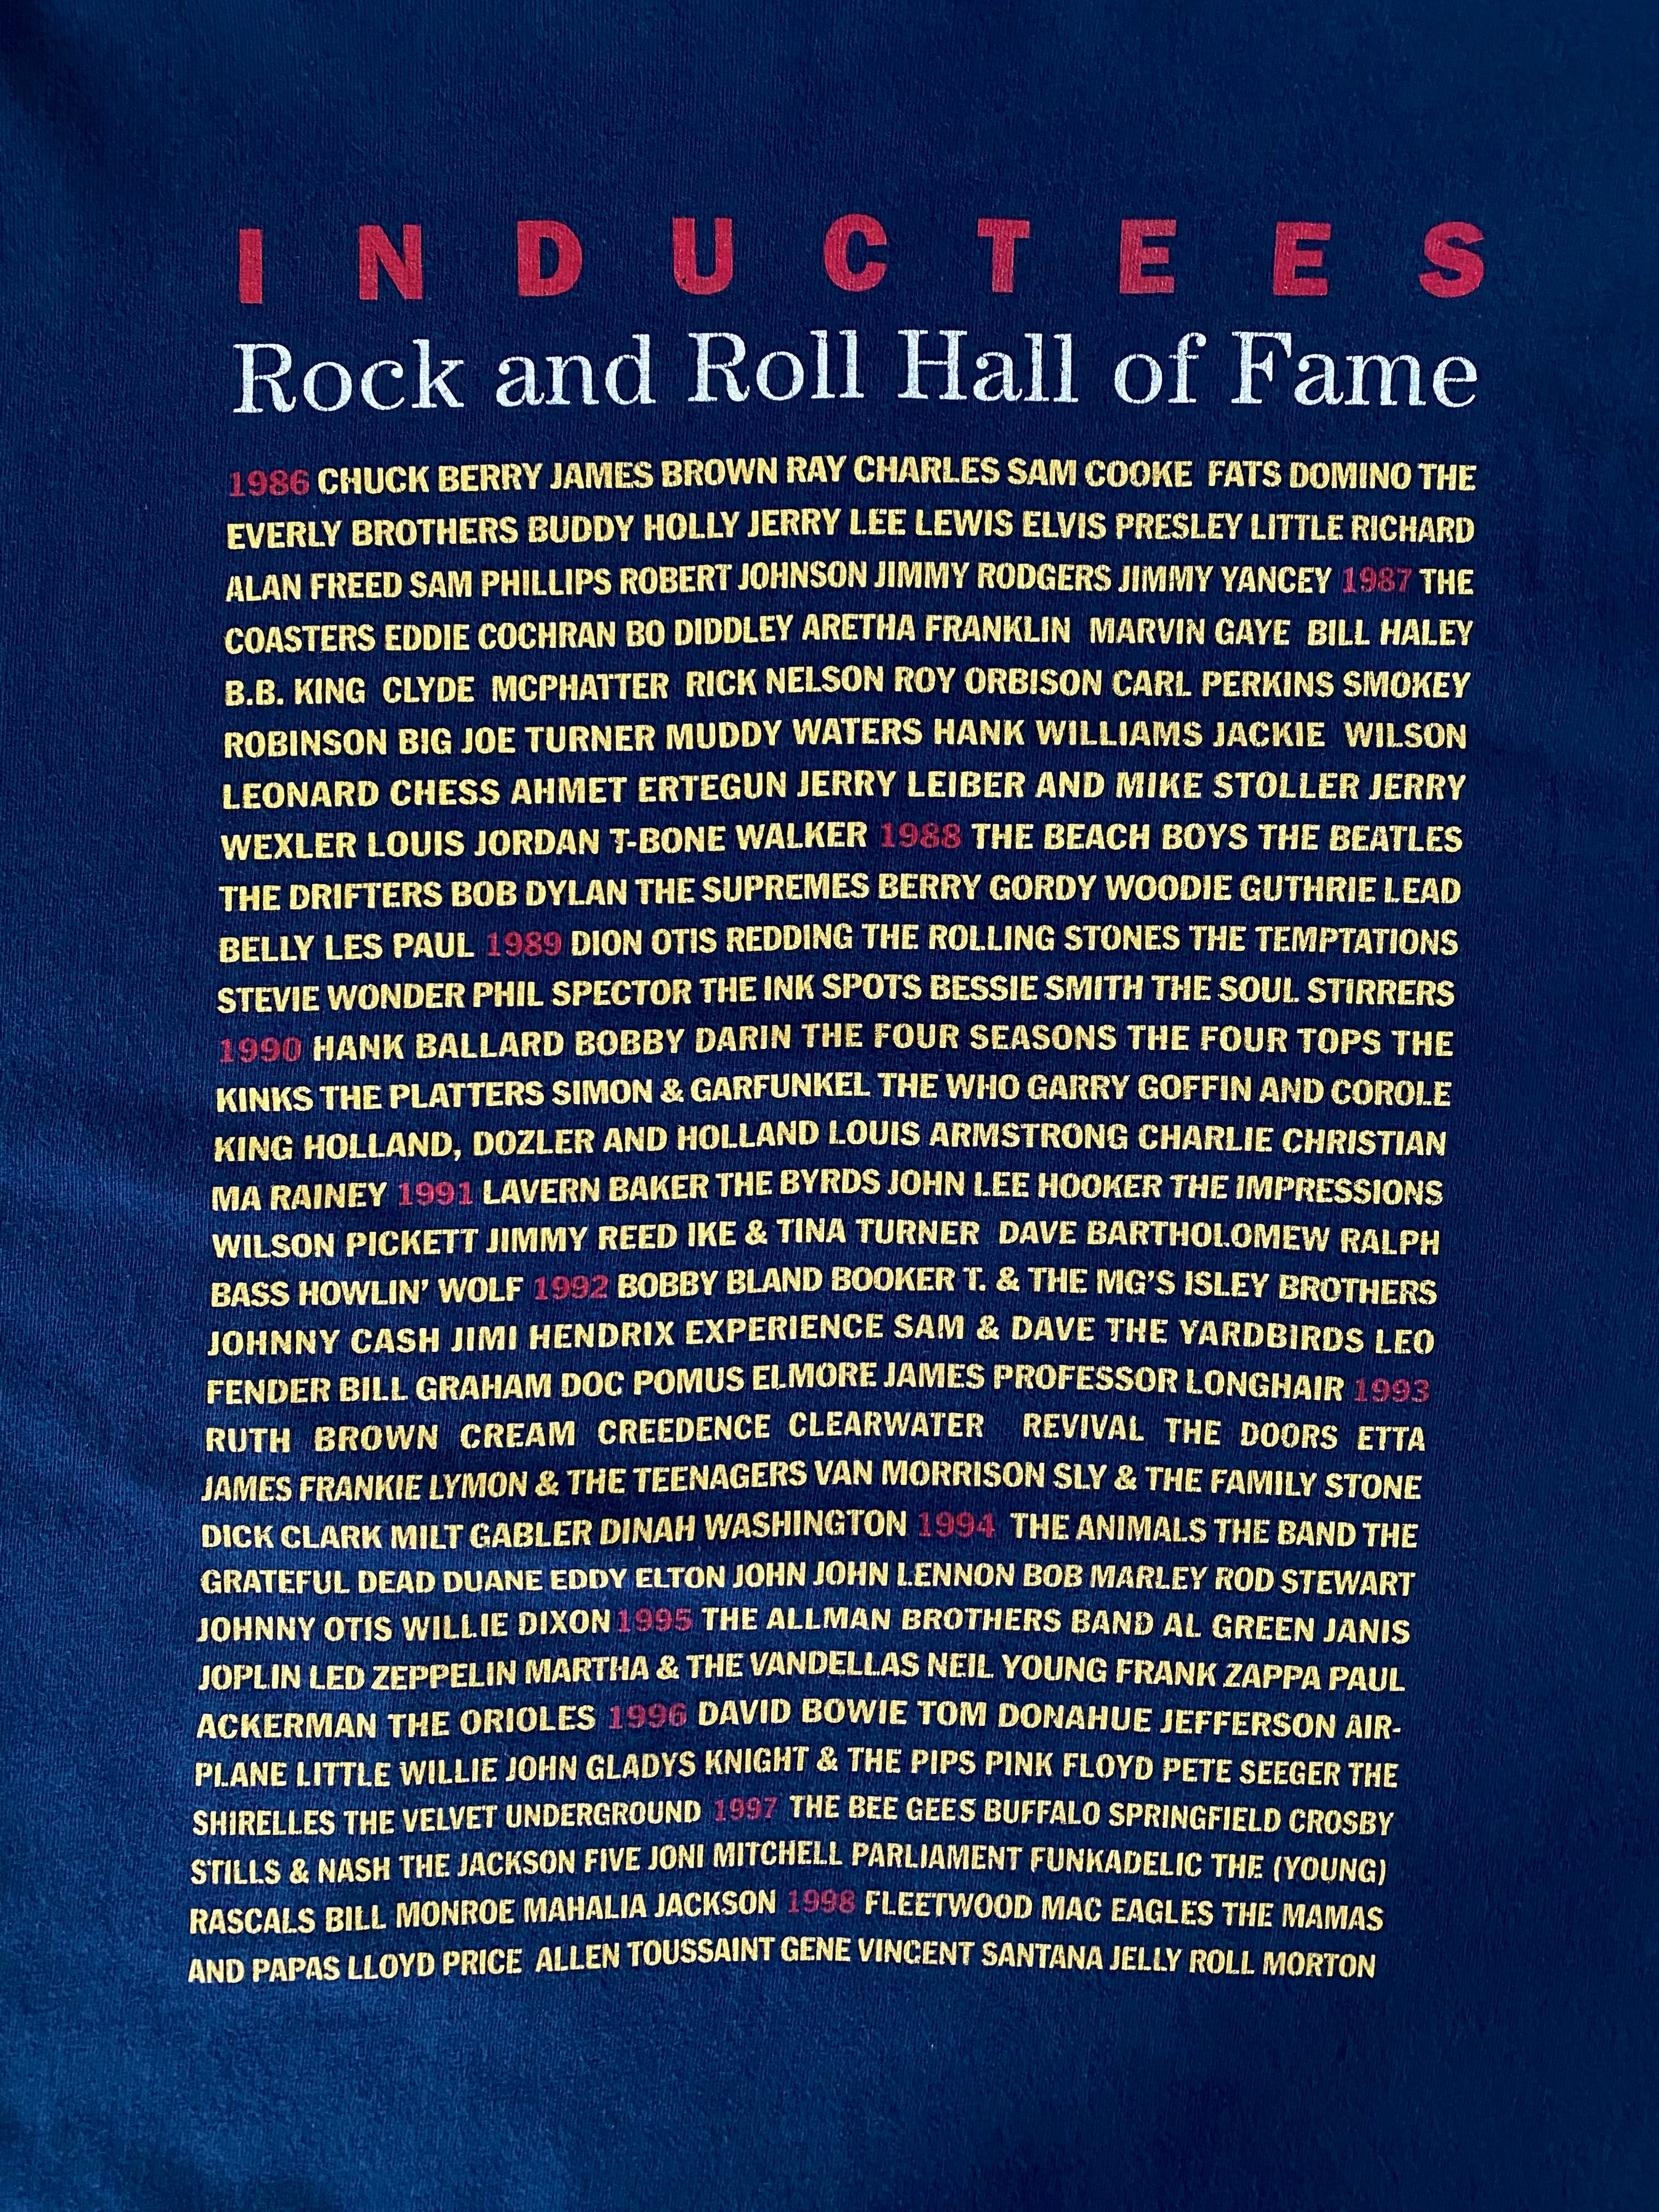 INDUCTEES
Rock and Roll Hall of Fame
1986 CHUCK BERRY JAMES BROWN RAY CHARLES SAM COOKE FATS DOMINO THE
EVERLY BROTHERS BUDDY HOLLY JERRY LEE LEWIS ELVIS PRESLEY LITTLE RICHARD
ALAN FREED SAM PHILLIPS ROBERT JOHNSON JIMMY RODGERS JIMMY YANCEY 1987 THE
COASTERS EDDIE COCHRAN BO DIDDLEY ARETHA FRANKLIN MARVIN GAYE BILL HALEY
B.B. KING CLYDE MCPHATTER RICK NELSON ROY ORBISON CARL PERKINS SMOKEY
ROBINSON BIG JOE TURNER MUDDY WATERS HANK WILLIAMS JACKIE WILSON
LEONARD CHESS AHMET ERTEGUN JERRY LEIBER AND MIKE STOLLER JERRY
WEXLER LOUIS JORDAN T-BONE WALKER 1988 THE BEACH BOYS THE BEATLES
THE DRIFTERS BOB DYLAN THE SUPREMES BERRY GORDY WOODIE GUTHRIE LEAD
BELLY LES PAUL 1989 DION OTIS REDDING THE ROLLING STONES THE TEMPTATIONS
STEVIE WONDER PHIL SPECTOR THE INK SPOTS BESSIE SMITH THE SOUL STIRRERS
1990 HANK BALLARD BOBBY DARIN THE FOUR SEASONS THE FOUR TOPS THE
KINKS THE PLATTERS SIMON & GARFUNKEL THE WHO GARRY GOFFIN AND COROLE
KING HOLLAND, DOZLER AND HOLLAND LOUIS ARMSTRONG CHARLIE CHRISTIAN
MA RAINEY 1991 LAVERN BAKER THE BYRDS JOHN LEE HOOKER THE IMPRESSIONS
WILSON PICKETT JIMMY REED IKE & TINA TURNER DAVE BARTHOLOMEW RALPH
BASS HOWLIN' WOLF 1992 BOBBY BLAND BOOKER T. & THE MG'S ISLEY BROTHERS
JOHNNY CASH JIMI HENDRIX EXPERIENCE SAM & DAVE THE YARDBIRDS LEO
FENDER BILL GRAHAM DOC POMUS ELMORE JAMES PROFESSOR LONGHAIR 1993
RUTH BROWN CREAM CREEDENCE CLEARWATER REVIVAL THE DOORS ETTA
JAMES FRANKIE LYMON & THE TEENAGERS VAN MORRISON SLY & THE FAMILY STONE
DICK CLARK MILT GABLER DINAH WASHINGTON 1994 THE ANIMALS THE BAND THE
GRATEFUL DEAD DUANE EDDY ELTON JOHN JOHN LENNON BOB MARLEY ROD STEWART
JOHNNY OTIS WILLIE DIXON 1995 THE ALLMAN BROTHERS BAND AL GREEN JANIS
JOPLIN LED ZEPPELIN MARTHA & THE VANDELLAS NEIL YOUNG FRANK ZAPPA PAUL
ACKERMAN THE ORIOLES 1996 DAVID BOWIE TOM DONAHUE JEFFERSON AIR-
PLANE LITTLE WILLIE JOHN GLADYS KNIGHT & THE PIPS PINK FLOYD PETE SEEGER THE
SHIRELLES THE VELVET UNDERGROUND 1997 THE BEE GEES BUFFALO SPRINGFIELD CROSBY
STILLS & NASH THE JACKSON FIVE JONI MITCHELL PARLIAMENT FUNKADELIC THE (YOUNG)
RASCALS BILL MONROE MAHALIA JACKSON 1998 FLEETWOOD MAC EAGLES THE MAMAS
AND PAPAS LLOYD PRICE ALLEN TOUSSAINT GENE VINCENT SANTANA JELLY ROLL MORTON